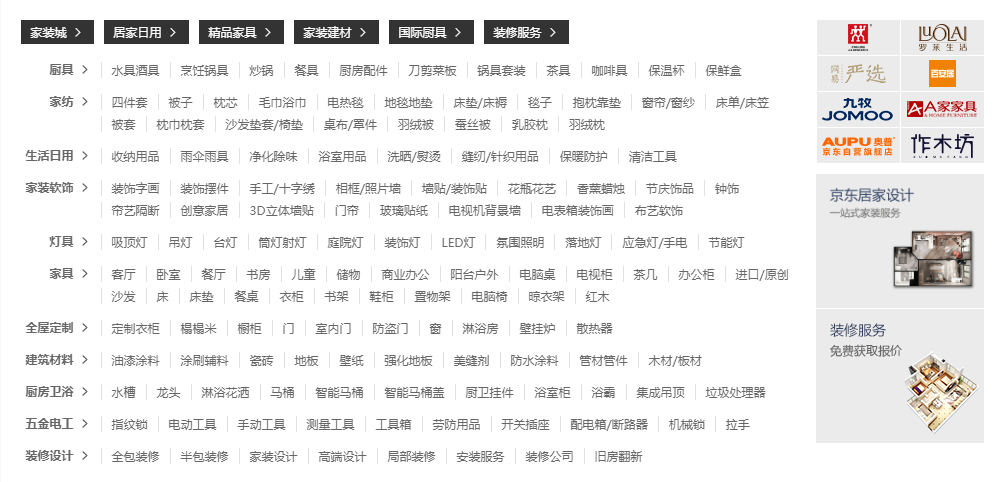 家装城 居家日用 精品家具 家装建材 国际厨具 装修服务
厨具 水具酒具 烹饪锅具 炒锅 餐具 厨房配件 刀剪菜板 锅具套装 茶具 咖啡具 保温杯 保鲜盒
家纺 四件套 被子 枕芯 毛巾浴巾 电热毯 地毯地垫 床垫/床褥 毯子 抱枕靠垫 窗帘/窗纱 床单/床笠
被套 枕巾枕套 沙发垫套/椅垫 桌布/罩件 羽绒被 蚕丝被 乳胶枕 羽绒枕
生活日用 收纳用品 雨伞雨具 净化除味 浴室用品 洗晒/熨烫 缝纫/针织用品 保暖防护 清洁工具
家装软饰 装饰字画 装饰摆件 手工/十字绣 相框/照片墙 墙贴/装饰贴 花瓶花艺 香薰蜡烛 节庆饰品 钟饰
帘艺隔断 创意家居 3D立体墙贴 门帘 玻璃贴纸 电视机背景墙 电表箱装饰画 布艺软饰
灯具 吸顶灯 吊灯 台灯 筒灯射灯 庭院灯 装饰灯 LED灯 氛围照明 落地灯 应急灯/手电 节能灯
家具 客厅 卧室 餐厅 书房 儿童 储物 商业办公 阳台户外 电脑桌 电视柜 茶几 办公柜 进口/原创
沙发 床 床垫 餐桌 衣柜 书架 鞋柜 置物架 电脑椅 晾衣架 红木
全屋定制 定制衣柜 榻榻米 橱柜 门 室内门 防盗门 窗 淋浴房 壁挂炉 散热器
建筑材料 油漆涂料 涂刷辅料 瓷砖 地板 壁纸 强化地板 美缝剂 防水涂料 管材管件 木材/板材
厨房卫浴 水槽 龙头 淋浴花洒 马桶 智能马桶 智能马桶盖 厨卫挂件 浴室柜 浴霸 集成吊顶 垃圾处理器
五金电工 指纹锁 电动工具 手动工具 测量工具 工具箱 劳防用品 开关插座 配电箱/断路器 机械锁 拉手
装修设计 全包装修 半包装修 家装设计 高端设计 局部装修 安装服务 装修公司 旧房翻新
LUOLAI
罗莱生活
网易严选 百安居
九牧
JOMOO A家家具
A HOME FURNITURE
AUPU奥普
京东自营旗舰店 作木坊
京东居家设计
一站式家装服务
装修服务
免费获取报价